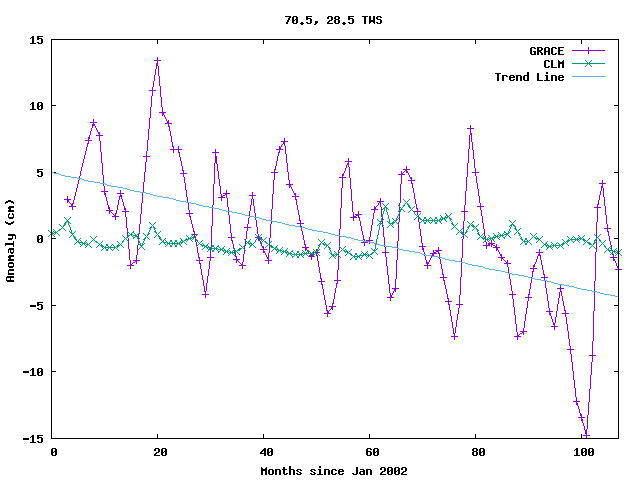 70.5, 28.5 TWS
GRACE
CLM
Trend Line
15
10
5
0
-5
-10
-15
Anomaly (cm)
0 20 40 60 80 100
Months since Jan 2002